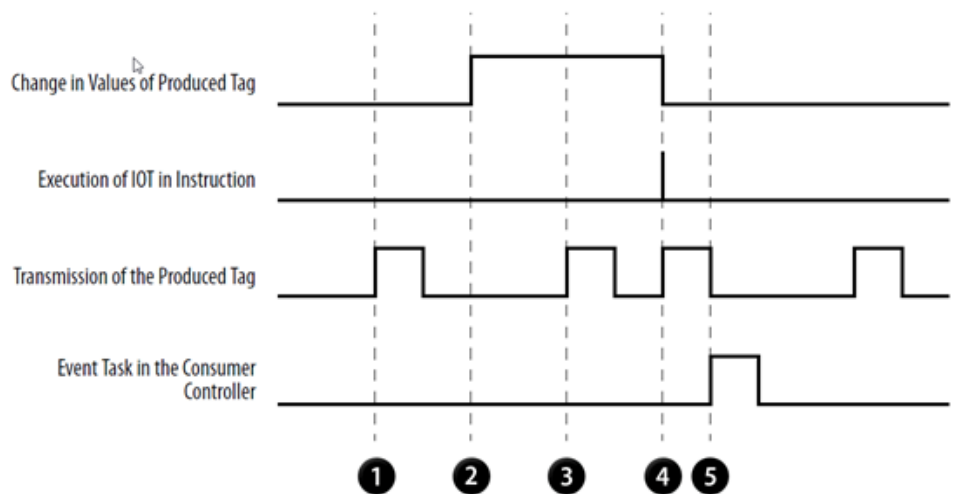 Change in Values of Produced Tag
Execution of IOT in Instruction
Transmission of the Produced Tag
Event Task in the Consumer
Controller
1 2 3 4 5